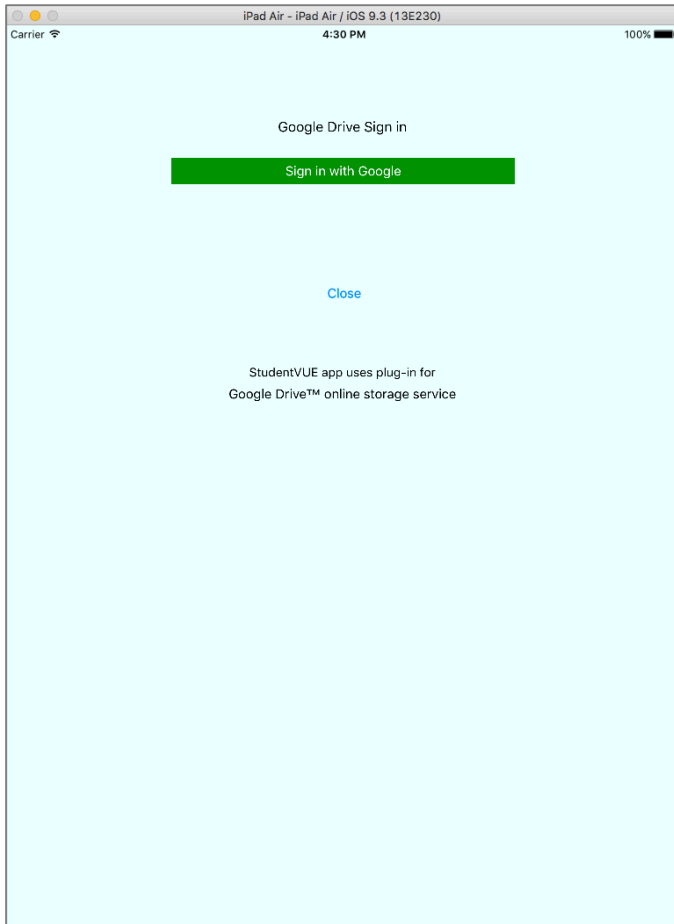 iPad Air - iPad Air / iOS 9.3 (13E230)
Carrier 4:30 PM 100%
Google Drive Sign in
Sign in with Google
Close
StudentVUE app uses plug-in for
Google Drive™ online storage service